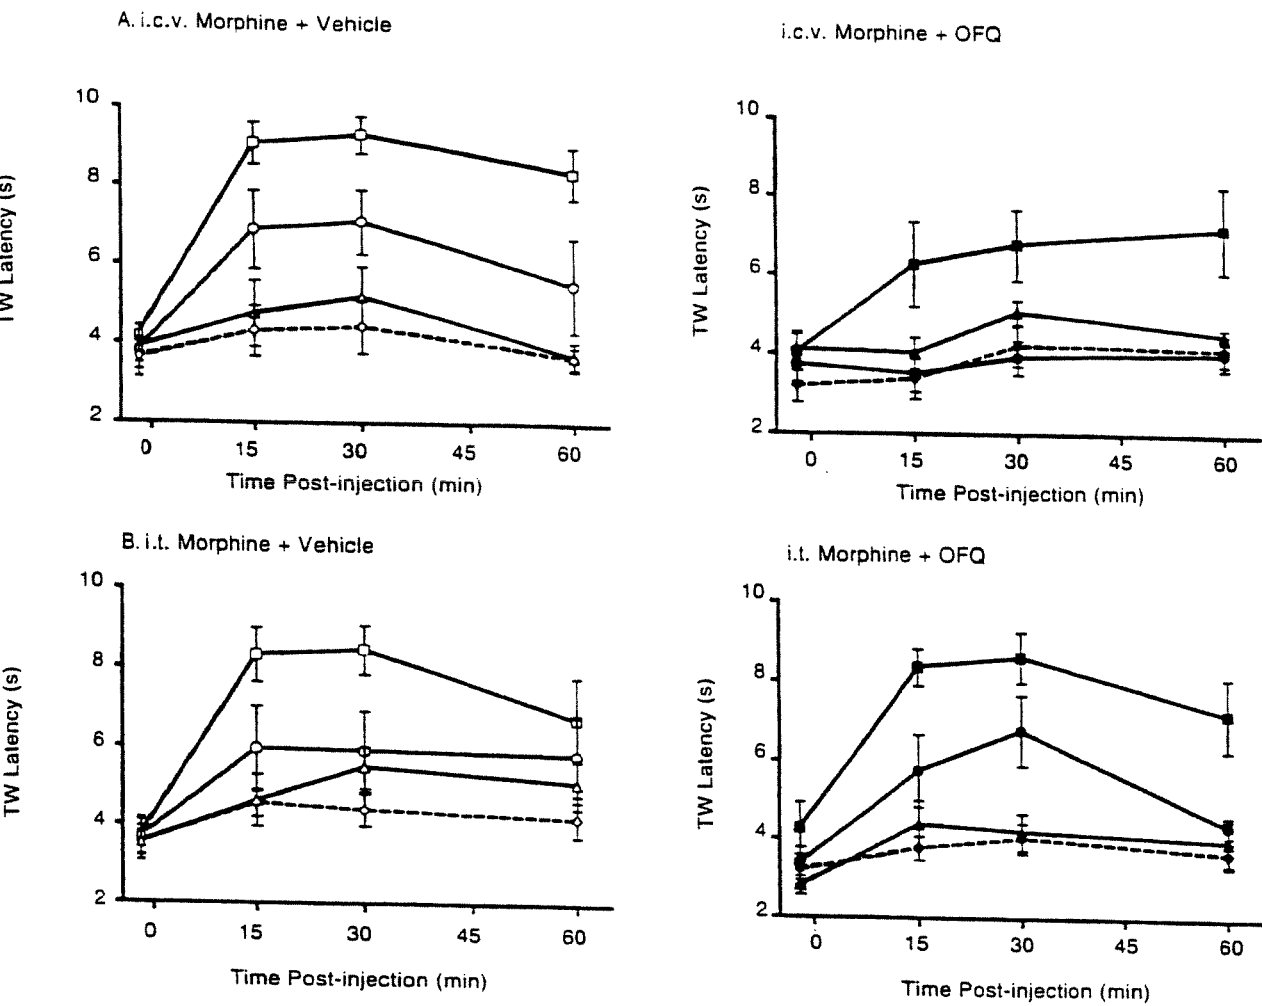 A. i.c.v. Morphine + Vehicle
i.c.v. Morphine + OFQ
TW Latency (s)
10
8
6
4
2
0 15 30 45 60
Time Post-injection (min)
TW Latency (s)
10
8
6
4
2
0 15 30 45 60
Time Post-injection (min)
B. i.t. Morphine + Vehicle
i.t. Morphine + OFQ
TW Latency (s)
10
8
6
4
2
0 15 30 45 60
Time Post-injection (min)
TW Latency (s)
10
8
6
4
2
0 15 30 45 60
Time Post-injection (min)